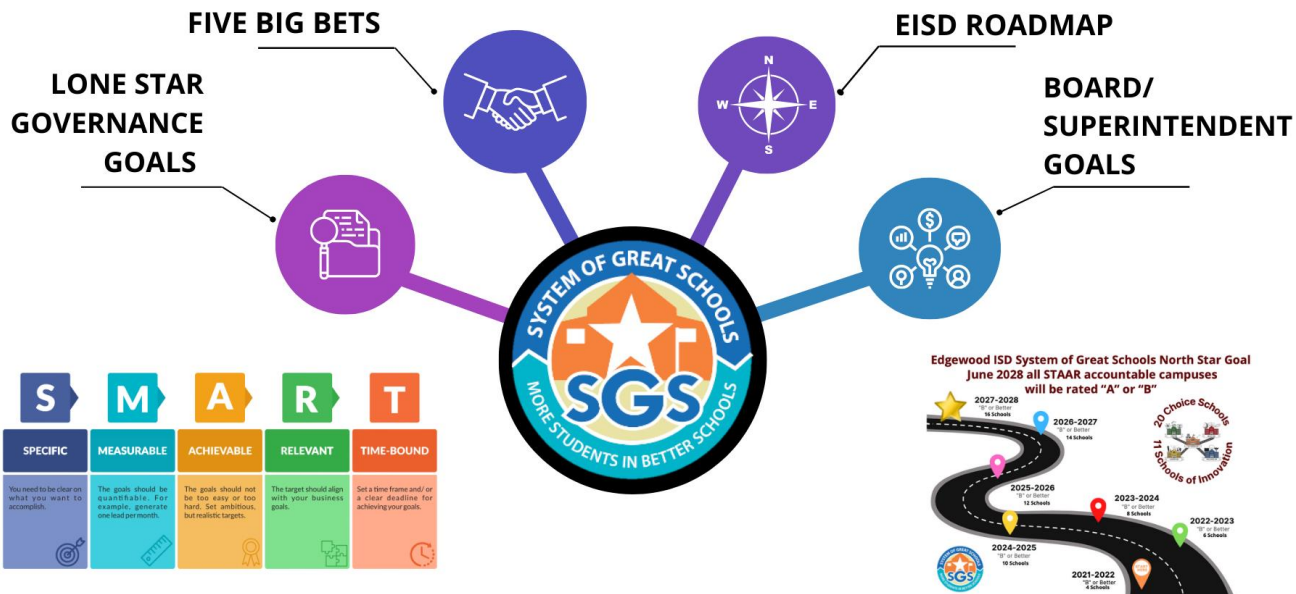 FIVE BIG BETS
EISD ROADMAP
LONE STAR
GOVERNANCE
GOALS
BOARD/
SUPERINTENDENT
GOALS
N
W
E
S
$
SYSTEM OF GREAT SCHOOLS
SGS
MORE STUDENTS IN BETTER SCHOOLS
S
M
A
R
T
SPECIFIC
MEASURABLE
ACHIEVABLE
RELEVANT
TIME-BOUND
You need to be clear on
what you want to
accomplish.
The goals should be
quantifiable. For
example, generate
one lead per month.
The goals should not
be too easy or too
hard. Set ambitious,
but realistic targets.
The target should align
with your business
goals.
Set a time frame and/ or
a clear deadline for
achieving your goals.
Edgewood ISD System of Great Schools North Star Goal
June 2028 all STAAR accountable campuses
will be rated "A" or "B"
2027-2028
"B" or Better
16 Schools
2026-2027
"B" or Better
14 Schools
20 Choice Schools
11 Schools of Innovation
2025-2026
"B" or Better
12 Schools
2023-2024
"B" or Better
8 Schools
2022-2023
"B" or Better
6 Schools
2024-2025
"B" or Better
10 Schools
2021-2022
"B" or Better
4 Schools
SGS